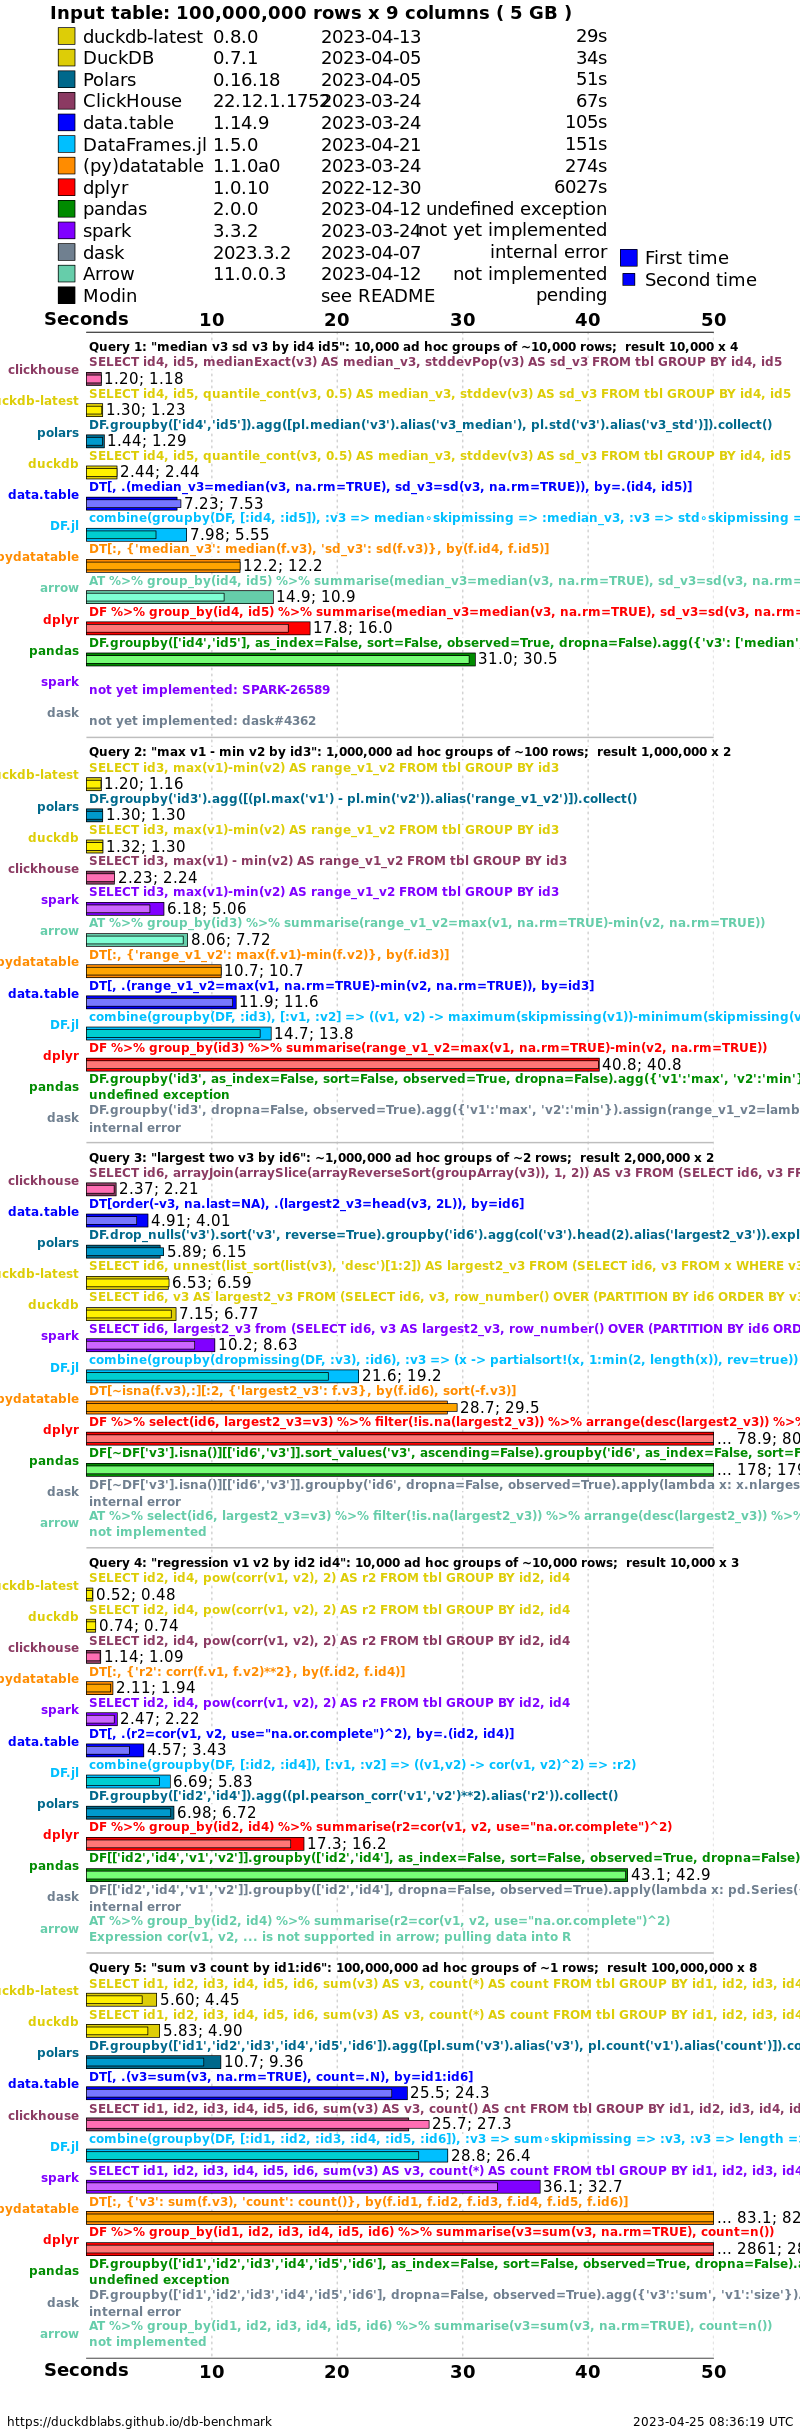 Input table: 100,000,000 rows x 9 columns ( 5 GB )
duckdb-latest 0.8.0 2023-04-13 29s
DuckDB 0.7.1 2023-04-05 34s
Polars 0.16.18 2023-04-05 51s
ClickHouse 22.12.1.1752 2023-03-24 67s
data.table 1.14.9 2023-03-24 105s
DataFrames.jl 1.5.0 2023-04-21 151s
(py)datatable 1.1.0a0 2023-03-24 274s
dplyr 1.0.10 2022-12-30 6027s
pandas 2.0.0 2023-04-12 undefined exception
spark 3.3.2 2023-03-24 not yet implemented
dask 2023.3.2 2023-04-07 internal error
First time
Arrow 11.0.0.3 2023-04-12 not implemented
Second time
Modin see README pending
Seconds 10 20 30 40 50
Query 1: "median v3 sd v3 by id4 id5": 10,000 ad hoc groups of ~10,000 rows; result 10,000 x 4
SELECT id4, id5, medianExact(v3) AS median_v3, stddevPop(v3) AS sd_v3 FROM tbl GROUP BY id4, id5
clickhouse 1.20; 1.18
SELECT id4, id5, quantile_cont(v3, 0.5) AS median_v3, stddev(v3) AS sd_v3 FROM tbl GROUP BY id4, id5
uckdb-latest 1.30; 1.23
DF.groupby(['id4','id5']).agg([pl.median('v3').alias('v3_median'), pl.std('v3').alias('v3_std')]).collect()
polars 1.44; 1.29
SELECT id4, id5, quantile_cont(v3, 0.5) AS median_v3, stddev(v3) AS sd_v3 FROM tbl GROUP BY id4, id5
duckdb 2.44; 2.44
DT[, .(median_v3=median(v3, na.rm=TRUE), sd_v3=sd(v3, na.rm=TRUE)), by=.(id4, id5)]
data.table 7.23; 7.53
combine(groupby(DF, [:id4, :id5]), :v3 => median∘skipmissing => :median_v3, :v3 => std∘skipmissing =
DF.jl 7.98; 5.55
DT[:, {'median_v3': median(f.v3), 'sd_v3': sd(f.v3)}, by(f.id4, f.id5)]
pydatatable 12.2; 12.2
AT %>% group_by(id4, id5) %>% summarise(median_v3=median(v3, na.rm=TRUE), sd_v3=sd(v3, na.rm=
arrow 14.9; 10.9
DF %>% group_by(id4, id5) %>% summarise(median_v3=median(v3, na.rm=TRUE), sd_v3=sd(v3, na.rm=
dplyr 17.8; 16.0
DF.groupby(['id4','id5'], as_index=False, sort=False, observed=True, dropna=False).agg({'v3': ['median',
pandas 31.0; 30.5
spark not yet implemented: SPARK-26589
dask not yet implemented: dask#4362
Query 2: "max v1 - min v2 by id3": 1,000,000 ad hoc groups of ~100 rows; result 1,000,000 x 2
SELECT id3, max(v1)-min(v2) AS range_v1_v2 FROM tbl GROUP BY id3
uckdb-latest 1.20; 1.16
DF.groupby('id3').agg([(pl.max('v1') - pl.min('v2')).alias('range_v1_v2')]).collect()
polars 1.30; 1.30
SELECT id3, max(v1)-min(v2) AS range_v1_v2 FROM tbl GROUP BY id3
duckdb 1.32; 1.30
SELECT id3, max(v1) - min(v2) AS range_v1_v2 FROM tbl GROUP BY id3
clickhouse 2.23; 2.24
SELECT id3, max(v1)-min(v2) AS range_v1_v2 FROM tbl GROUP BY id3
spark 6.18; 5.06
AT %>% group_by(id3) %>% summarise(range_v1_v2=max(v1, na.rm=TRUE)-min(v2, na.rm=TRUE))
arrow 8.06; 7.72
DT[:, {'range_v1_v2': max(f.v1)-min(f.v2)}, by(f.id3)]
pydatatable 10.7; 10.7
DT[, .(range_v1_v2=max(v1, na.rm=TRUE)-min(v2, na.rm=TRUE)), by=id3]
data.table 11.9; 11.6
combine(groupby(DF, :id3), [:v1, :v2] => ((v1, v2) -> maximum(skipmissing(v1))-minimum(skipmissing(v
DF.jl 14.7; 13.8
DF %>% group_by(id3) %>% summarise(range_v1_v2=max(v1, na.rm=TRUE)-min(v2, na.rm=TRUE))
dplyr 40.8; 40.8
DF.groupby('id3', as_index=False, sort=False, observed=True, dropna=False).agg({'v1':'max', 'v2':'min'}
pandas undefined exception
DF.groupby('id3', dropna=False, observed=True).agg({'v1':'max', 'v2':'min'}).assign(range_v1_v2=lamb
dask internal error
Query 3: "largest two v3 by id6": ~1,000,000 ad hoc groups of ~2 rows; result 2,000,000 x 2
SELECT id6, arrayJoin(arraySlice(arrayReverseSort(groupArray(v3)), 1, 2)) AS v3 FROM (SELECT id6, v3 FR
clickhouse 2.37; 2.21
DT[order(-v3, na.last=NA), .(largest2_v3=head(v3, 2L)), by=id6]
data.table 4.91; 4.01
DF.drop_nulls('v3').sort('v3', reverse=True).groupby('id6').agg(col('v3').head(2).alias('largest2_v3')).expl
polars 5.89; 6.15
SELECT id6, unnest(list_sort(list(v3), 'desc')[1:2]) AS largest2_v3 FROM (SELECT id6, v3 FROM x WHERE v3
uckdb-latest 6.53; 6.59
SELECT id6, v3 AS largest2_v3 FROM (SELECT id6, v3, row_number() OVER (PARTITION BY id6 ORDER BY v3
duckdb 7.15; 6.77
SELECT id6, largest2_v3 from (SELECT id6, v3 AS largest2_v3, row_number() OVER (PARTITION BY id6 ORD
spark 10.2; 8.63
combine(groupby(dropmissing(DF, :v3), :id6), :v3 => (x -> partialsort!(x, 1:min(2, length(x)), rev=true))
DF.jl 21.6; 19.2
DT[~isna(f.v3),:][:2, {'largest2_v3': f.v3}, by(f.id6), sort(-f.v3)]
pydatatable 28.7; 29.5
DF %>% select(id6, largest2_v3=v3) %>% filter(!is.na(largest2_v3)) %>% arrange(desc(largest2_v3)) %>%
dplyr ... 78.9; 80
DF[~DF['v3'].isna()][['id6','v3']].sort_values('v3', ascending=False).groupby('id6', as_index=False, sort=F
pandas ... 178; 179
DF[~DF['v3'].isna()][['id6','v3']].groupby('id6', dropna=False, observed=True).apply(lambda x: x.nlarges
dask internal error
AT %>% select(id6, largest2_v3=v3) %>% filter(!is.na(largest2_v3)) %>% arrange(desc(largest2_v3)) %>%
arrow not implemented
Query 4: "regression v1 v2 by id2 id4": 10,000 ad hoc groups of ~10,000 rows; result 10,000 x 3
SELECT id2, id4, pow(corr(v1, v2), 2) AS r2 FROM tbl GROUP BY id2, id4
uckdb-latest 0.52; 0.48
SELECT id2, id4, pow(corr(v1, v2), 2) AS r2 FROM tbl GROUP BY id2, id4
duckdb 0.74; 0.74
SELECT id2, id4, pow(corr(v1, v2), 2) AS r2 FROM tbl GROUP BY id2, id4
clickhouse 1.14; 1.09
DT[:, {'r2': corr(f.v1, f.v2)**2}, by(f.id2, f.id4)]
pydatatable 2.11; 1.94
SELECT id2, id4, pow(corr(v1, v2), 2) AS r2 FROM tbl GROUP BY id2, id4
spark 2.47; 2.22
DT[, .(r2=cor(v1, v2, use="na.or.complete")^2), by=.(id2, id4)]
data.table 4.57; 3.43
combine(groupby(DF, [:id2, :id4]), [:v1, :v2] => ((v1,v2) -> cor(v1, v2)^2) => :r2)
DF.jl 6.69; 5.83
DF.groupby(['id2','id4']).agg((pl.pearson_corr('v1','v2')**2).alias('r2')).collect()
polars 6.98; 6.72
DF %>% group_by(id2, id4) %>% summarise(r2=cor(v1, v2, use="na.or.complete")^2)
dplyr 17.3; 16.2
DF[['id2','id4','v1','v2']].groupby(['id2','id4'], as_index=False, sort=False, observed=True, dropna=False)
pandas 43.1; 42.9
DF[['id2','id4','v1','v2']].groupby(['id2','id4'], dropna=False, observed=True).apply(lambda x: pd.Series(
dask internal error
AT %>% group_by(id2, id4) %>% summarise(r2=cor(v1, v2, use="na.or.complete")^2)
arrow Expression cor(v1, v2, ... is not supported in arrow; pulling data into R
Query 5: "sum v3 count by id1:id6": 100,000,000 ad hoc groups of ~1 rows; result 100,000,000 x 8
SELECT id1, id2, id3, id4, id5, id6, sum(v3) AS v3, count(*) AS count FROM tbl GROUP BY id1, id2, id3, id4
uckdb-latest 5.60; 4.45
SELECT id1, id2, id3, id4, id5, id6, sum(v3) AS v3, count(*) AS count FROM tbl GROUP BY id1, id2, id3, id4
duckdb 5.83; 4.90
DF.groupby(['id1','id2','id3','id4','id5','id6']).agg([pl.sum('v3').alias('v3'), pl.count('v1').alias('count')]).co
polars 10.7; 9.36
DT[, .(v3=sum(v3, na.rm=TRUE), count=.N), by=id1:id6]
data.table 25.5; 24.3
SELECT id1, id2, id3, id4, id5, id6, sum(v3) AS v3, count() AS cnt FROM tbl GROUP BY id1, id2, id3, id4, id
clickhouse 25.7; 27.3
combine(groupby(DF, [:id1, :id2, :id3, :id4, :id5, :id6]), :v3 => sum∘skipmissing => :v3, :v3 => length =
DF.jl 28.8; 26.4
SELECT id1, id2, id3, id4, id5, id6, sum(v3) AS v3, count(*) AS count FROM tbl GROUP BY id1, id2, id3, id4
spark 36.1; 32.7
DT[:, {'v3': sum(f.v3), 'count': count()}, by(f.id1, f.id2, f.id3, f.id4, f.id5, f.id6)]
pydatatable ... 83.1; 82
DF %>% group_by(id1, id2, id3, id4, id5, id6) %>% summarise(v3=sum(v3, na.rm=TRUE), count=n())
dplyr ... 2861; 28
DF.groupby(['id1','id2','id3','id4','id5','id6'], as_index=False, sort=False, observed=True, dropna=False).a
pandas undefined exception
DF.groupby(['id1','id2','id3','id4','id5','id6'], dropna=False, observed=True).agg({'v3':'sum', 'v1':'size'}).
dask internal error
AT %>% group_by(id1, id2, id3, id4, id5, id6) %>% summarise(v3=sum(v3, na.rm=TRUE), count=n())
arrow not implemented
Seconds 10 20 30 40 50
https://duckdblabs.github.io/db-benchmark 2023-04-25 08:36:19 UTC